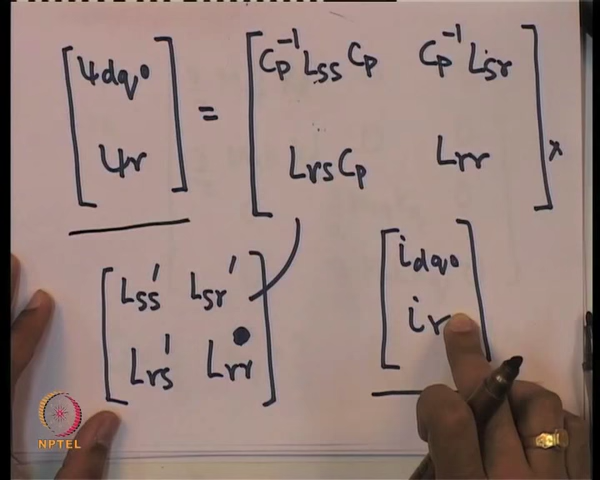 [ψdq0 ψr] = [Cp⁻¹ Lss Cp Cp⁻¹ Lsr
Lrs Cp Lrr] ×
[Lss' Lsr' Lrs' Lrr] [idq0 ir]
NPTEL